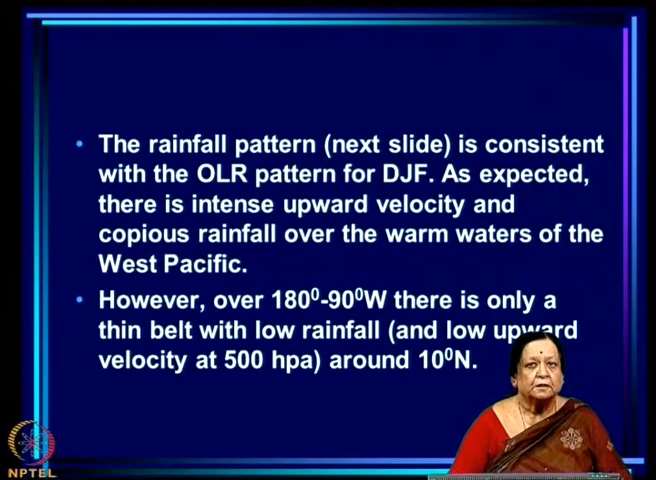 • The rainfall pattern (next slide) is consistent
with the OLR pattern for DJF. As expected,
there is intense upward velocity and
copious rainfall over the warm waters of the
West Pacific.
• However, over 180⁰-90⁰W there is only a
thin belt with low rainfall (and low upward
velocity at 500 hpa) around 10⁰N.
NPTEL